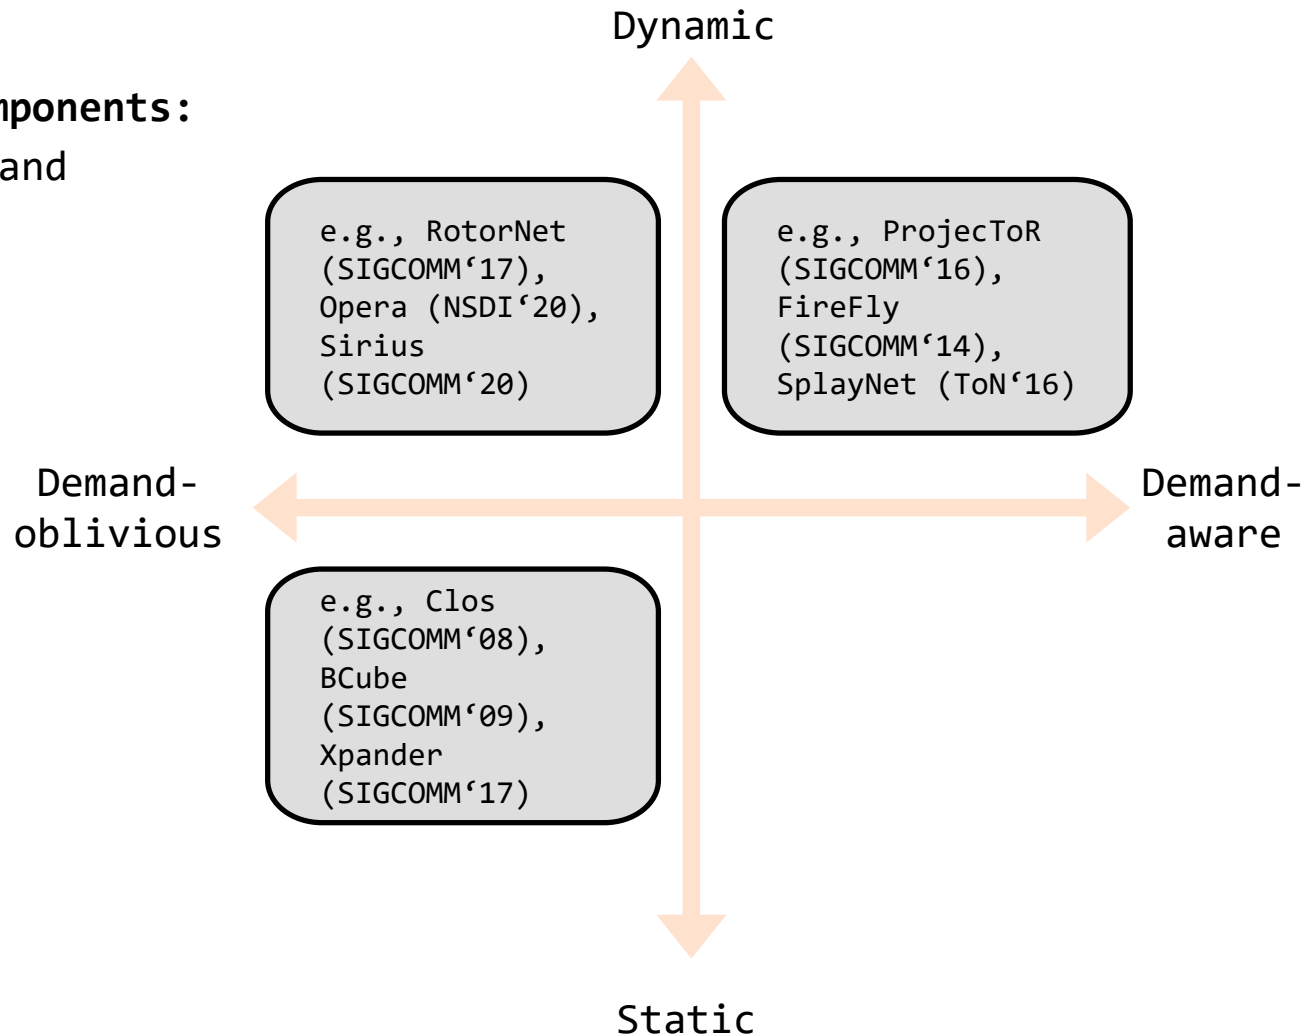 Dynamic
mponents:
and
e.g., RotorNet
(SIGCOMM‘17),
Opera (NSDI‘20),
Sirius
(SIGCOMM‘20)
e.g., ProjecToR
(SIGCOMM‘16),
FireFly
(SIGCOMM‘14),
SplayNet (ToN‘16)
Demand-
oblivious
Demand-
aware
e.g., Clos
(SIGCOMM‘08),
BCube
(SIGCOMM‘09),
Xpander
(SIGCOMM‘17)
Static